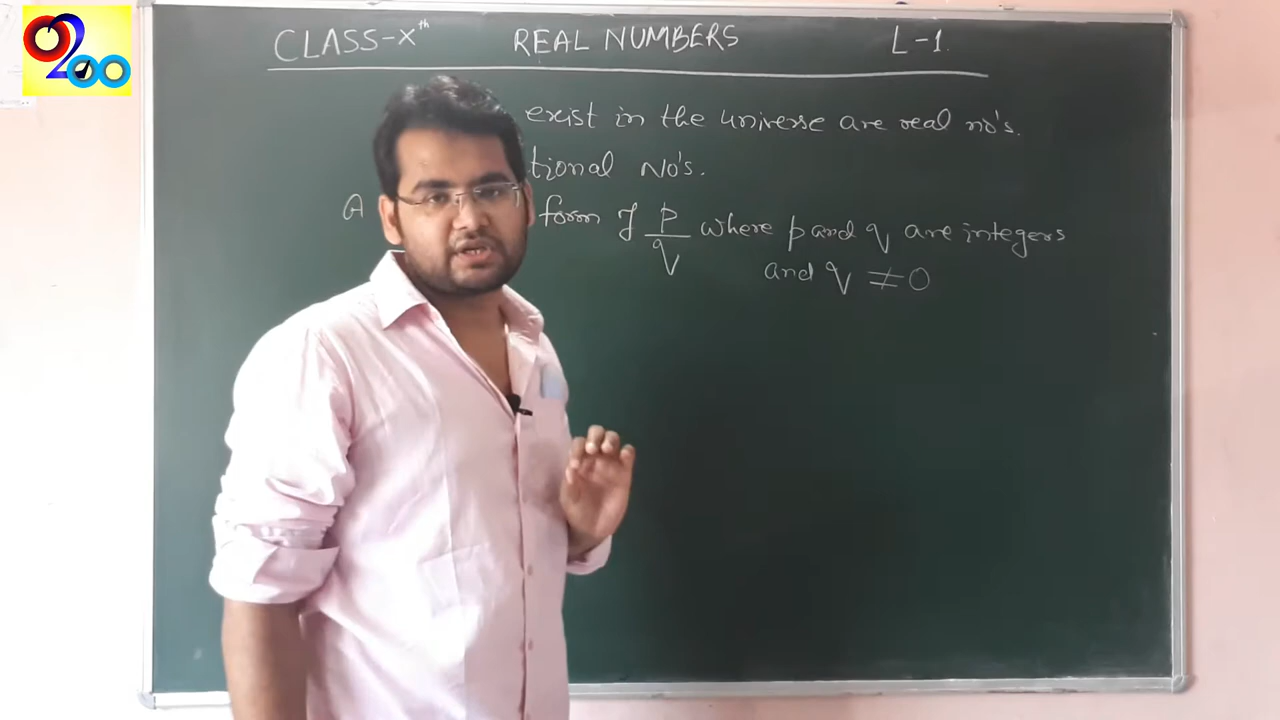 O2OO
CLASS-Xth REAL NUMBERS L-1.
exist in the universe are real no's.
tional No's.
A form of p/q where p and q are integers
and q ≠ 0